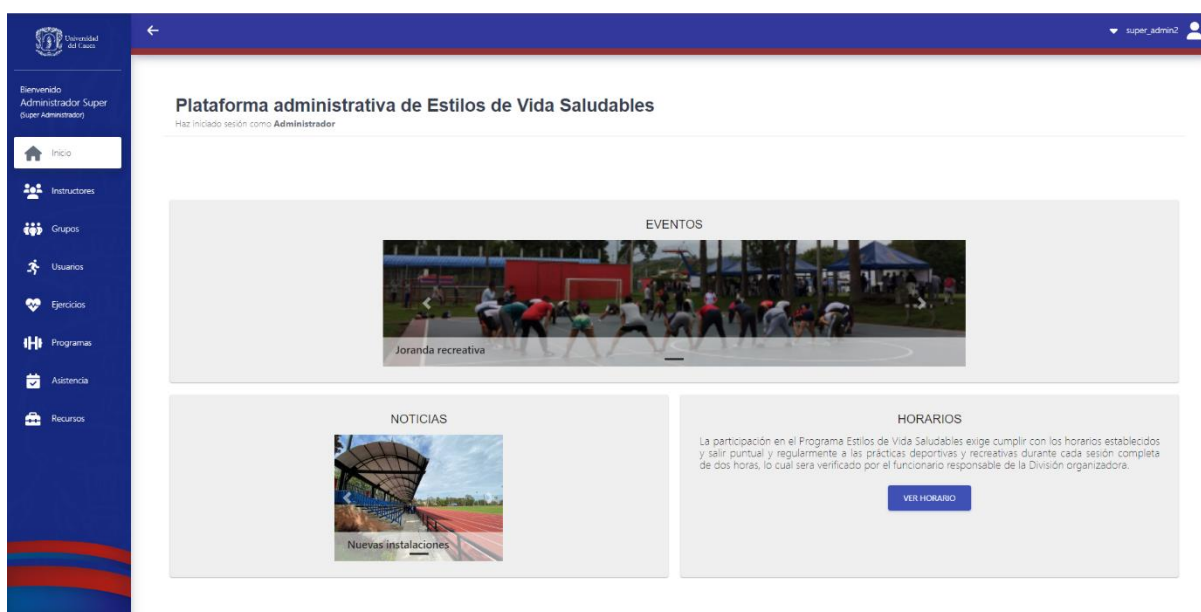 Universidad
del Cauca
super_admin2
Bienvenido
Administrador Super
(Super Administrador)
Inicio
Instructores
Grupos
Usuarios
Ejercicios
Programas
Asistencia
Recursos
Plataforma administrativa de Estilos de Vida Saludables
Haz iniciado sesión como Administrador
EVENTOS
Joranda recreativa
NOTICIAS
Nuevas instalaciones
HORARIOS
La participación en el Programa Estilos de Vida Saludables exige cumplir con los horarios establecidos
y salir puntual y regularmente a las prácticas deportivas y recreativas durante cada sesión completa
de dos horas, lo cual sera verificado por el funcionario responsable de la División organizadora.
VER HORARIO